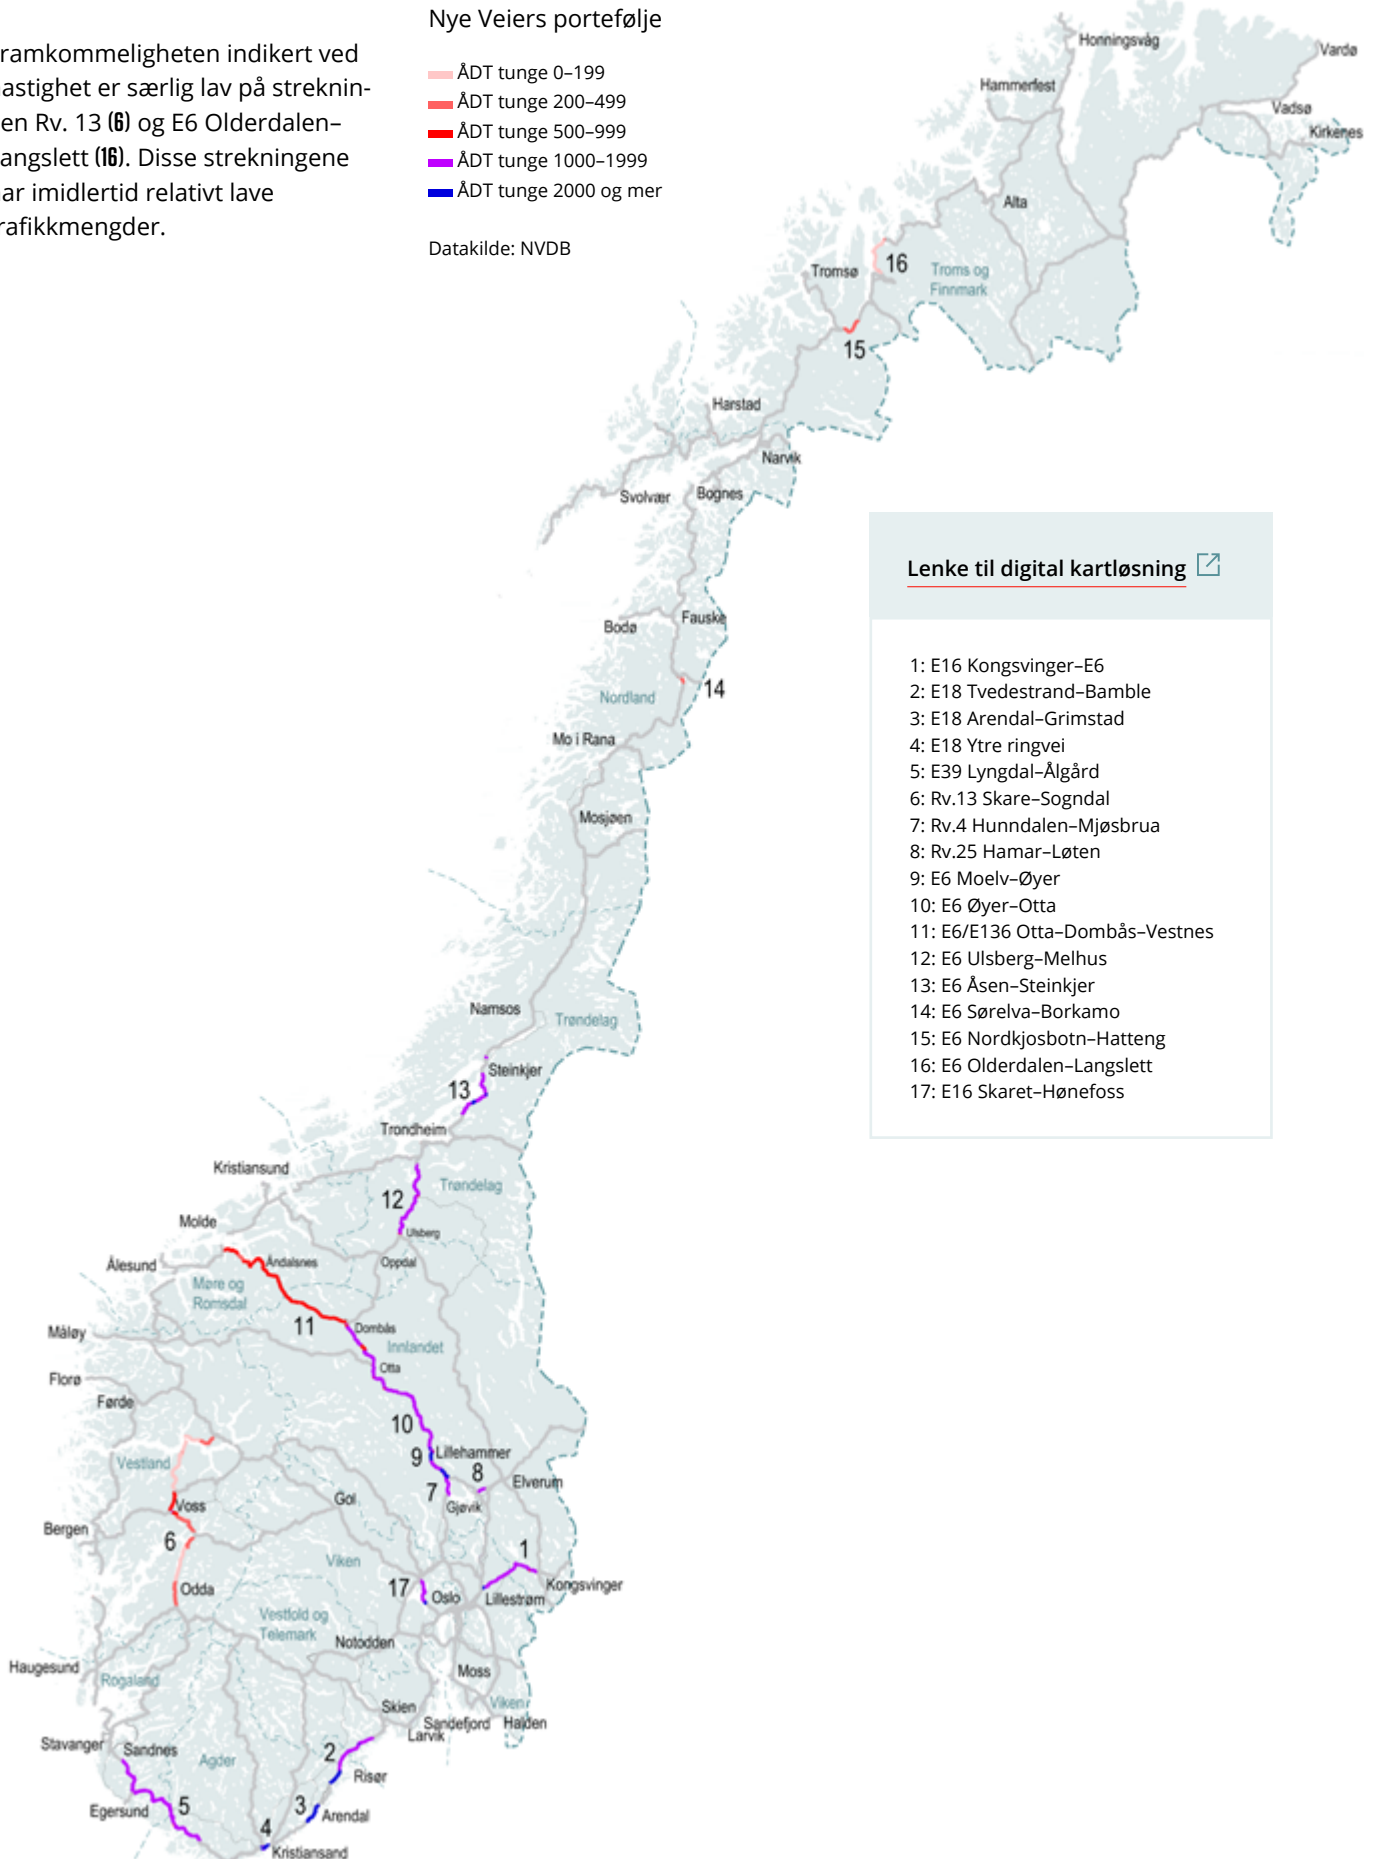 ramkommeligheten indikert ved
astighet er særlig lav på streknin-
en Rv. 13 (6) og E6 Olderdalen–
angslett (16). Disse strekningene
ar imidlertid relativt lave
rafikkmengder.
Nye Veiers portefølje
ÅDT tunge 0–199
ÅDT tunge 200–499
ÅDT tunge 500–999
ÅDT tunge 1000–1999
ÅDT tunge 2000 og mer
Datakilde: NVDB
Honningsvåg
Vardø
Hammerfest
Vadsø
Kirkenes
Alta
Tromsø
16
Troms og
Finnmark
15
Harstad
Narvik
Svolvær
Bognes
Fauske
Bodø
14
Nordland
Mo i Rana
Mosjøen
Namsos
Trøndelag
Steinkjer
13
Trondheim
Kristiansund
Trøndelag
12
Molde
Ulsberg
Ålesund
Åndalsnes
Oppdal
Møre og
Romsdal
11
Dombås
Måløy
Innlandet
Otta
Florø
Førde
10
Lillehammer
9
Vestland
8
Elverum
7
Gjøvik
Gol
Voss
Bergen
6
1
Viken
17
Odda
Oslo
Lillestrøm
Kongsvinger
Vestfold og
Telemark
Notodden
Haugesund
Rogaland
Moss
Skien
Viken
Sandefjord
Halden
Larvik
Stavanger
Sandnes
Agder
2
Risør
Egersund
5
3
Arendal
4
Kristiansand
Lenke til digital kartløsning
1: E16 Kongsvinger–E6
2: E18 Tvedestrand–Bamble
3: E18 Arendal–Grimstad
4: E18 Ytre ringvei
5: E39 Lyngdal–Ålgård
6: Rv.13 Skare–Sogndal
7: Rv.4 Hunndalen–Mjøsbrua
8: Rv.25 Hamar–Løten
9: E6 Moelv–Øyer
10: E6 Øyer–Otta
11: E6/E136 Otta–Dombås–Vestnes
12: E6 Ulsberg–Melhus
13: E6 Åsen–Steinkjer
14: E6 Sørelva–Borkamo
15: E6 Nordkjosbotn–Hatteng
16: E6 Olderdalen–Langslett
17: E16 Skaret–Hønefoss